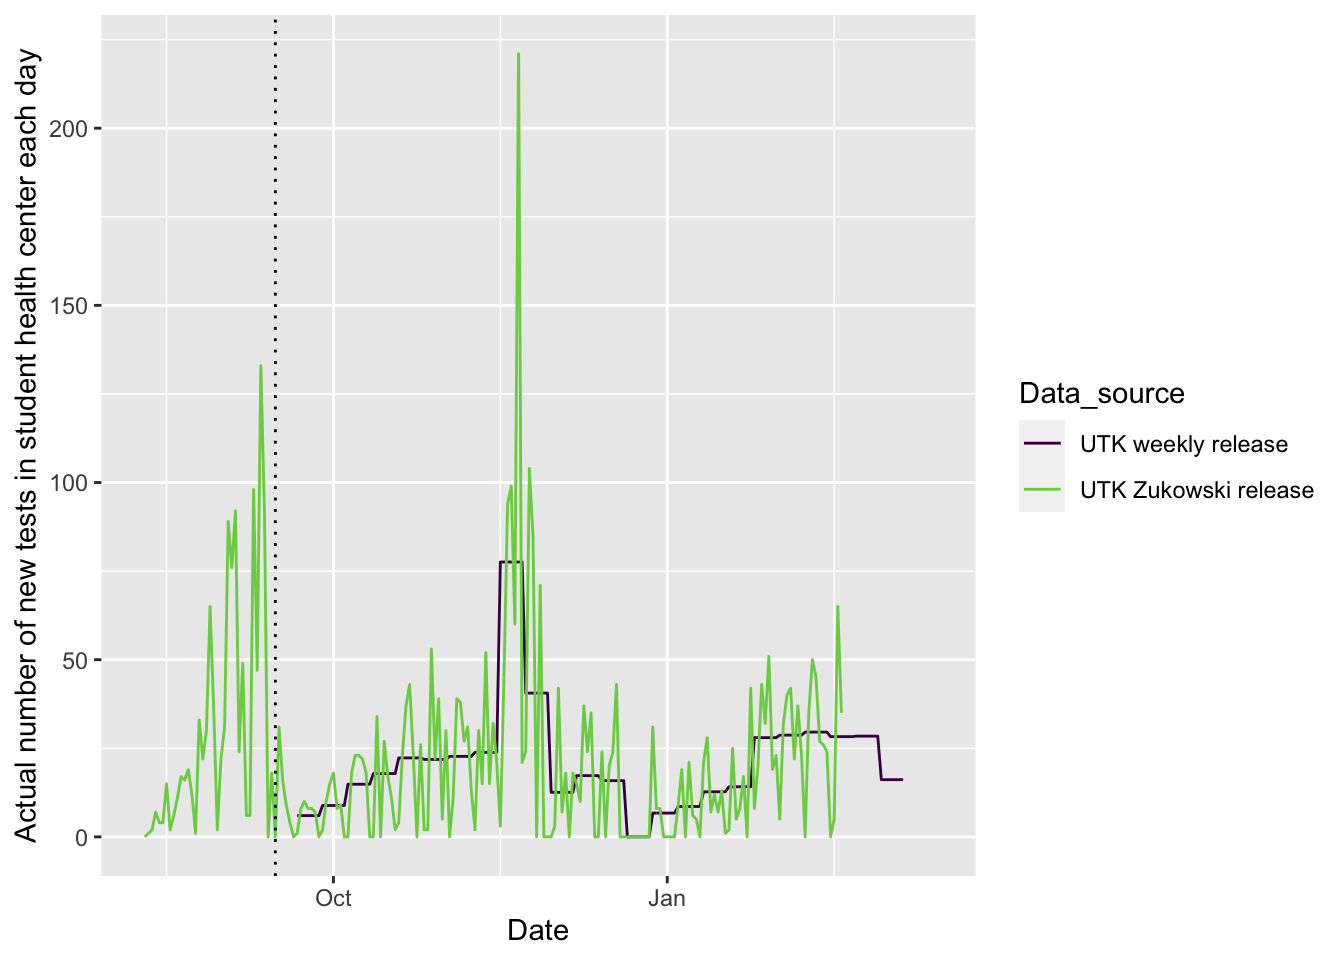 Actual number of new tests in student health center each day
200
150
100
50
0
Oct
Jan
Date
Data_source
UTK weekly release
UTK Zukowski release